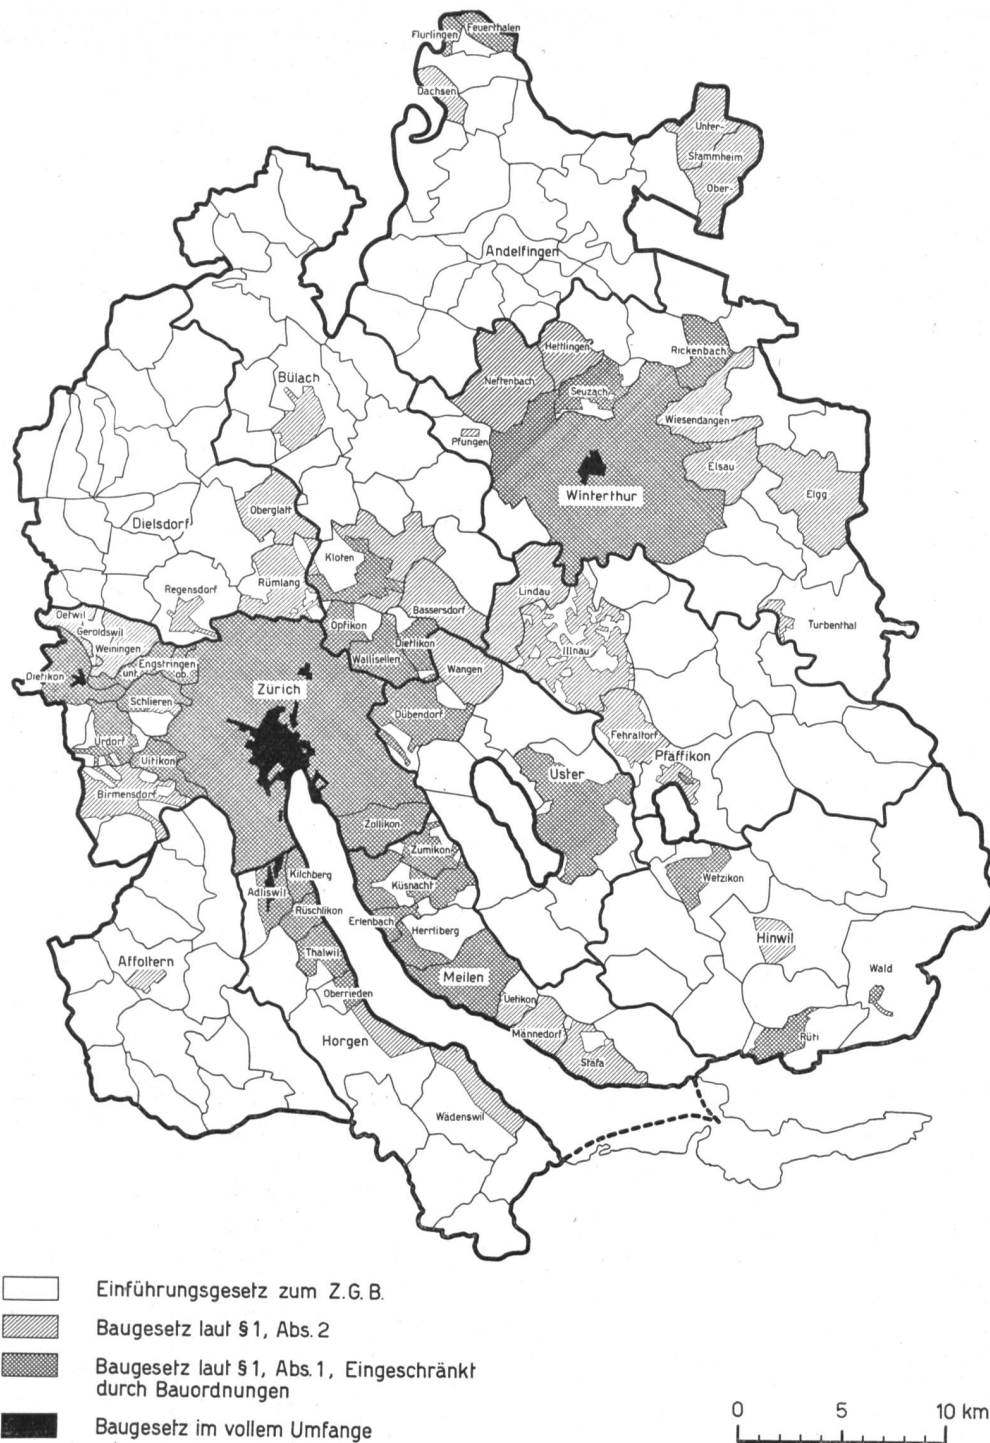 Flurlingen
Feuerthalen
Dachsen
Unter-
Stammheim
Ober-
Andelfingen
Hettlingen
Rickenbach
Neftenbach
Seuzach
Bülach
Wiesendangen
Pfungen
Elsau
Winterthur
Elgg
Oberglatt
Dielsdorf
Kloten
Regensdorf
Rümlang
Lindau
Bassersdorf
Oetwil
Geroldswil
Weiningen
Opfikon
Turbenthal
Engstringen
unt.
ob.
Dietlikon
Illnau
Wallisellen
Wangen
Dietikon
Zürich
Schlieren
Dübendorf
Urdorf
Fehraltorf
Uitikon
Pfäffikon
Uster
Birmensdorf
Zollikon
Zumikon
Kilchberg
Wetzikon
Küsnacht
Adliswil
Rüschlikon
Erlenbach
Herrliberg
Hinwil
Thalwil
Affoltern
Meilen
Wald
Oberrieden
Uetikon
Männedorf
Rüti
Horgen
Stäfa
Wädenswil
Einführungsgesetz zum Z.G.B.
Baugesetz laut § 1, Abs. 2
Baugesetz laut § 1, Abs. 1, Eingeschränkt
durch Bauordnungen
Baugesetz im vollem Umfange
0 5 10 km